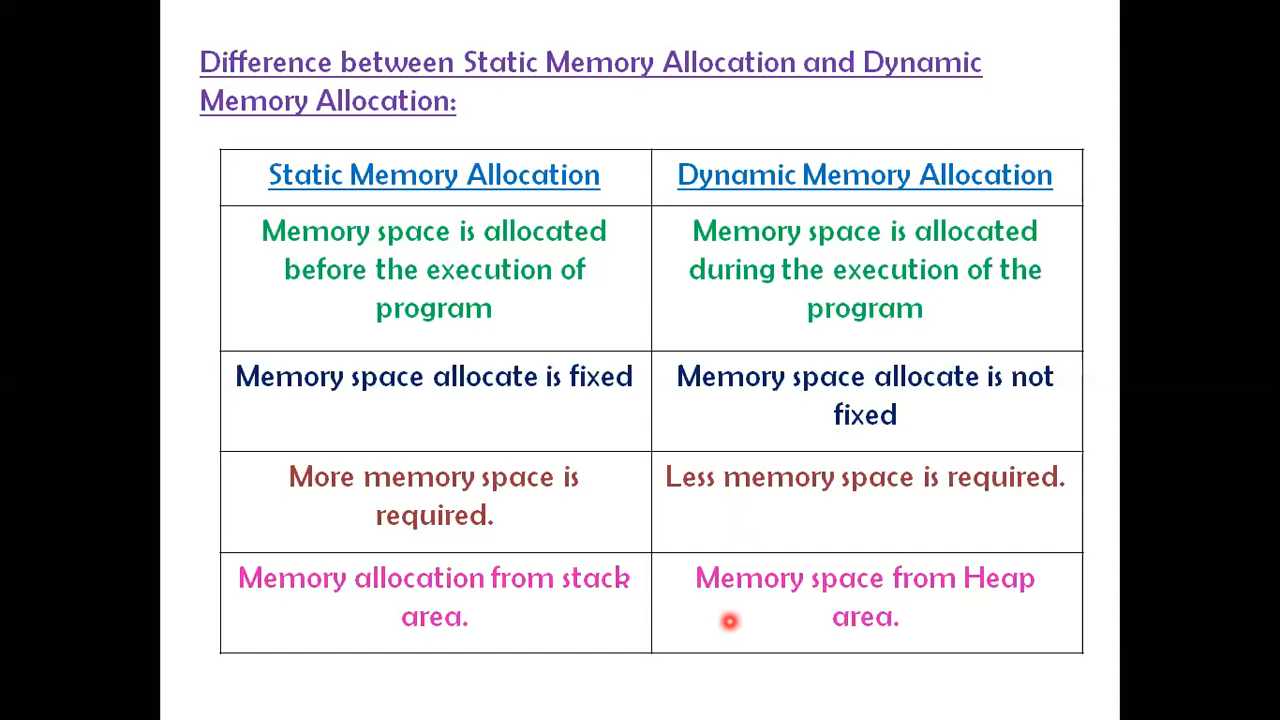 Difference between Static Memory Allocation and Dynamic
Memory Allocation:
Static Memory Allocation
Dynamic Memory Allocation
Memory space is allocated
before the execution of
program
Memory space is allocated
during the execution of the
program
Memory space allocate is fixed
Memory space allocate is not
fixed
More memory space is
required.
Less memory space is required.
Memory allocation from stack
area.
Memory space from Heap
area.